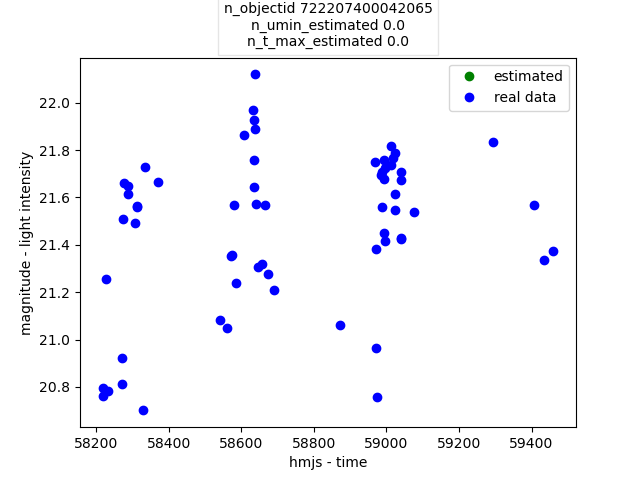 n_objectid 722207400042065
n_umin_estimated 0.0
n_t_max_estimated 0.0
estimated
real data
22.0
21.8
21.6
21.4
21.2
21.0
20.8
magnitude - light intensity
58200 58400 58600 58800 59000 59200 59400
hmjs - time